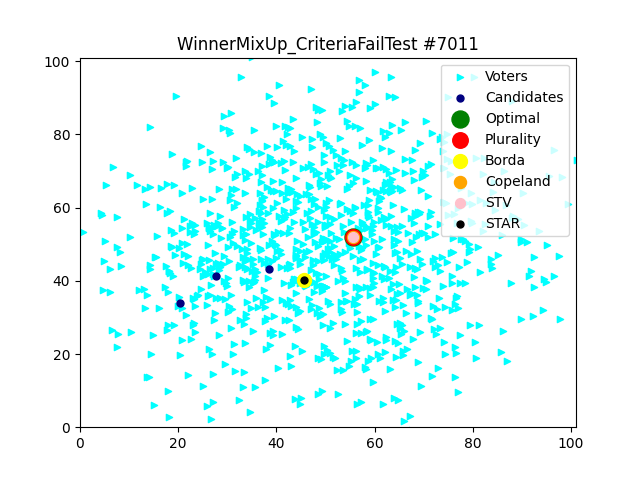 WinnerMixUp_CriteriaFailTest #7011
100
80
60
40
20
0
0 20 40 60 80 100
Voters
Candidates
Optimal
Plurality
Borda
Copeland
STV
STAR